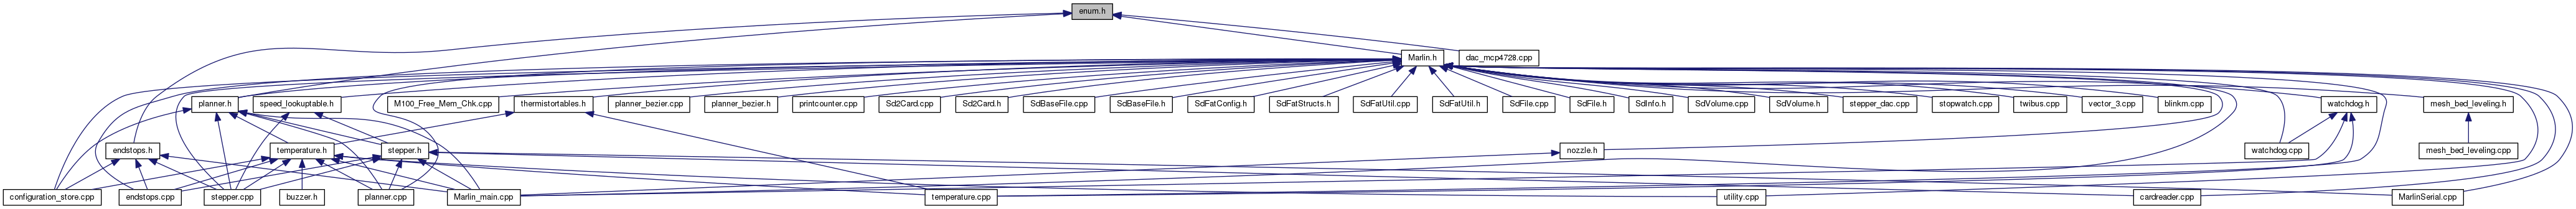 enum.h
Marlin.h
dac_mcp4728.cpp
planner.h
speed_lookuptable.h
M100_Free_Mem_Chk.cpp
thermistortables.h
planner_bezier.cpp
planner_bezier.h
printcounter.cpp
Sd2Card.cpp
Sd2Card.h
SdBaseFile.cpp
SdBaseFile.h
SdFatConfig.h
SdFatStructs.h
SdFatUtil.cpp
SdFatUtil.h
SdFile.cpp
SdFile.h
SdInfo.h
SdVolume.cpp
SdVolume.h
stepper_dac.cpp
stopwatch.cpp
twibus.cpp
vector_3.cpp
blinkm.cpp
watchdog.h
mesh_bed_leveling.h
endstops.h
temperature.h
stepper.h
nozzle.h
watchdog.cpp
mesh_bed_leveling.cpp
configuration_store.cpp
endstops.cpp
stepper.cpp
buzzer.h
planner.cpp
Marlin_main.cpp
temperature.cpp
utility.cpp
cardreader.cpp
MarlinSerial.cpp